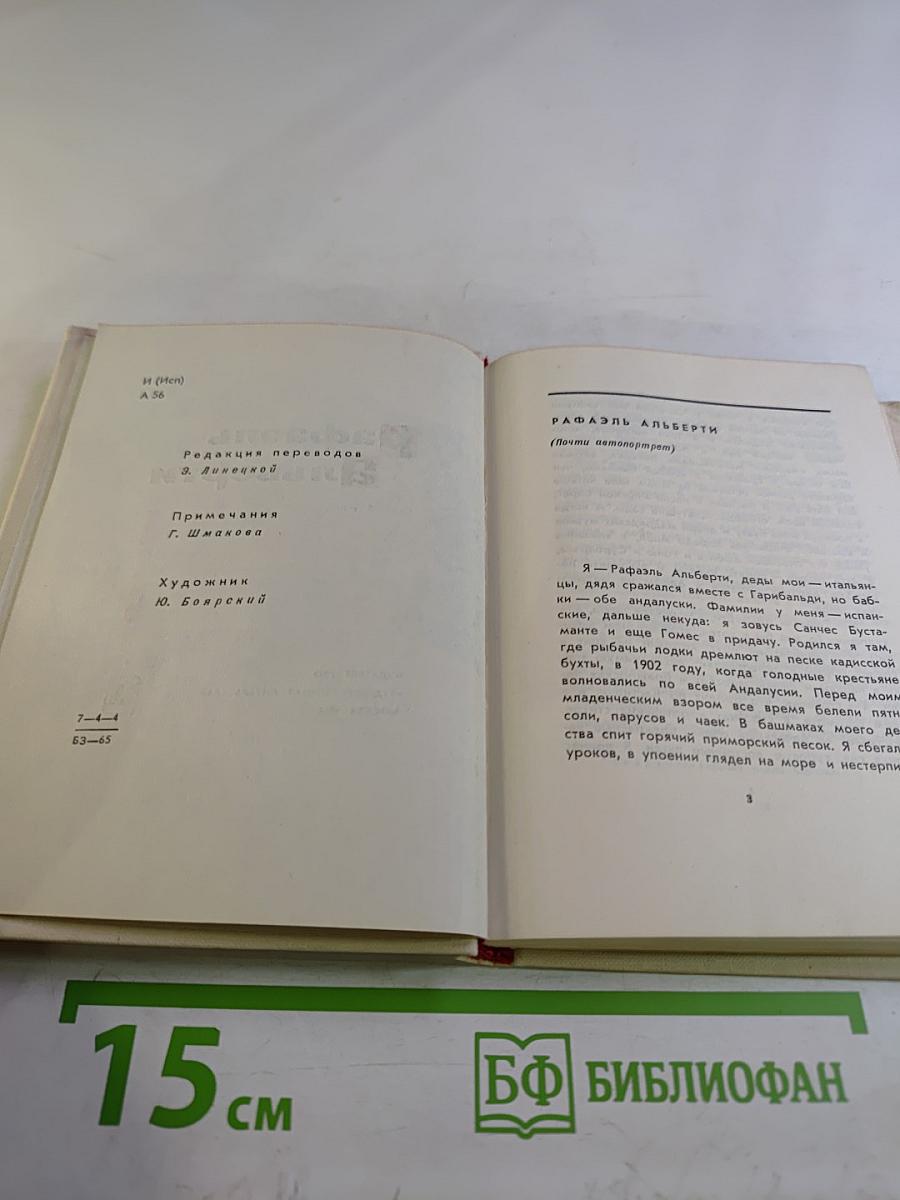 И (Исп)
А 56
Редакция переводов
Э. Линецкой
Примечания
Г. Шмакова
Художник
Ю. Боярский
7—4—4
БЗ—65
РАФАЭЛЬ АЛЬБЕРТИ
(Почти автопортрет)
Я — Рафаэль Альберти, деды мои — итальян-
цы, дядя сражался вместе с Гарибальди, но баб-
ки — обе андалуски. Фамилии у меня — испан-
ские, дальше некуда: я зовусь Санчес Буста-
манте и еще Гомес в придачу. Родился я там,
где рыбачьи лодки дремлют на песке кадисской
бухты, в 1902 году, когда голодные крестьяне
волновались по всей Андалусии. Перед моим
младенческим взором все время белели пятн
соли, парусов и чаек. В башмаках моего де
ства спит горячий приморский песок. Я сбегал
уроков, в упоении глядел на море и нестерпи
3
15 см
БФ БИБЛИОФАН